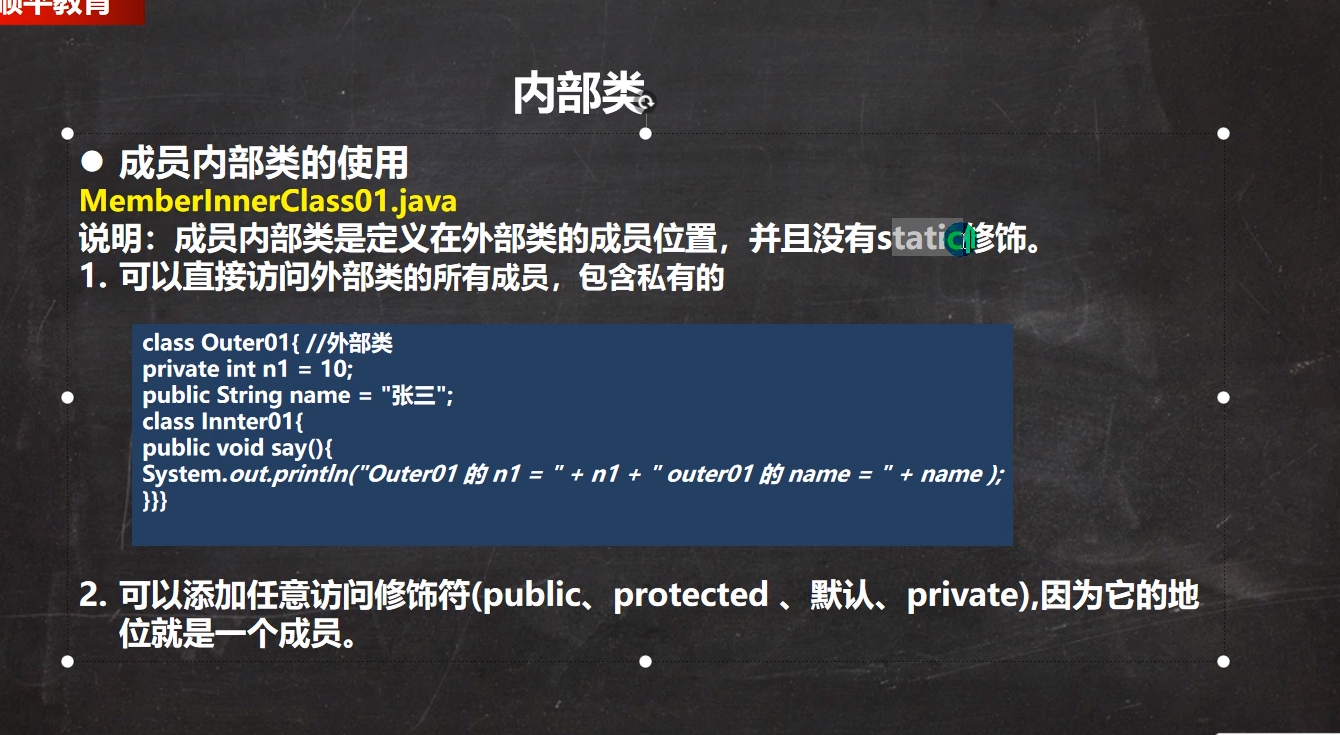 顺平教育
内部类
● 成员内部类的使用
MemberInnerClass01.java
说明：成员内部类是定义在外部类的成员位置，并且没有static修饰。
1. 可以直接访问外部类的所有成员，包含私有的
class Outer01{ //外部类
private int n1 = 10;
public String name = "张三";
class Innter01{
public void say(){
System.out.println("Outer01 的 n1 = " + n1 + " outer01 的 name = " + name );
}}}
2. 可以添加任意访问修饰符(public、protected 、默认、private),因为它的地
位就是一个成员。